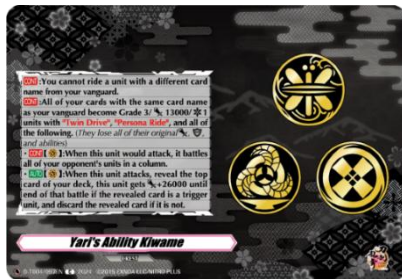 CONT:You cannot ride a unit with a different card
name from your vanguard.
CONT:All of your cards with the same card name
as your vanguard become Grade 3/ 13000/ 1
units with "Twin Drive", "Persona Ride", and all of
the following. (They lose all of their original , ,
and abilities)
・CONT【】:When this unit would attack, it battles
all of your opponent's units in a column.
・AUTO【】:When this unit attacks, reveal the top
card of your deck, this unit gets +26000 until
end of that battle if the revealed card is a trigger
unit, and discard the revealed card if it is not.
Yari's Ability Kiwame